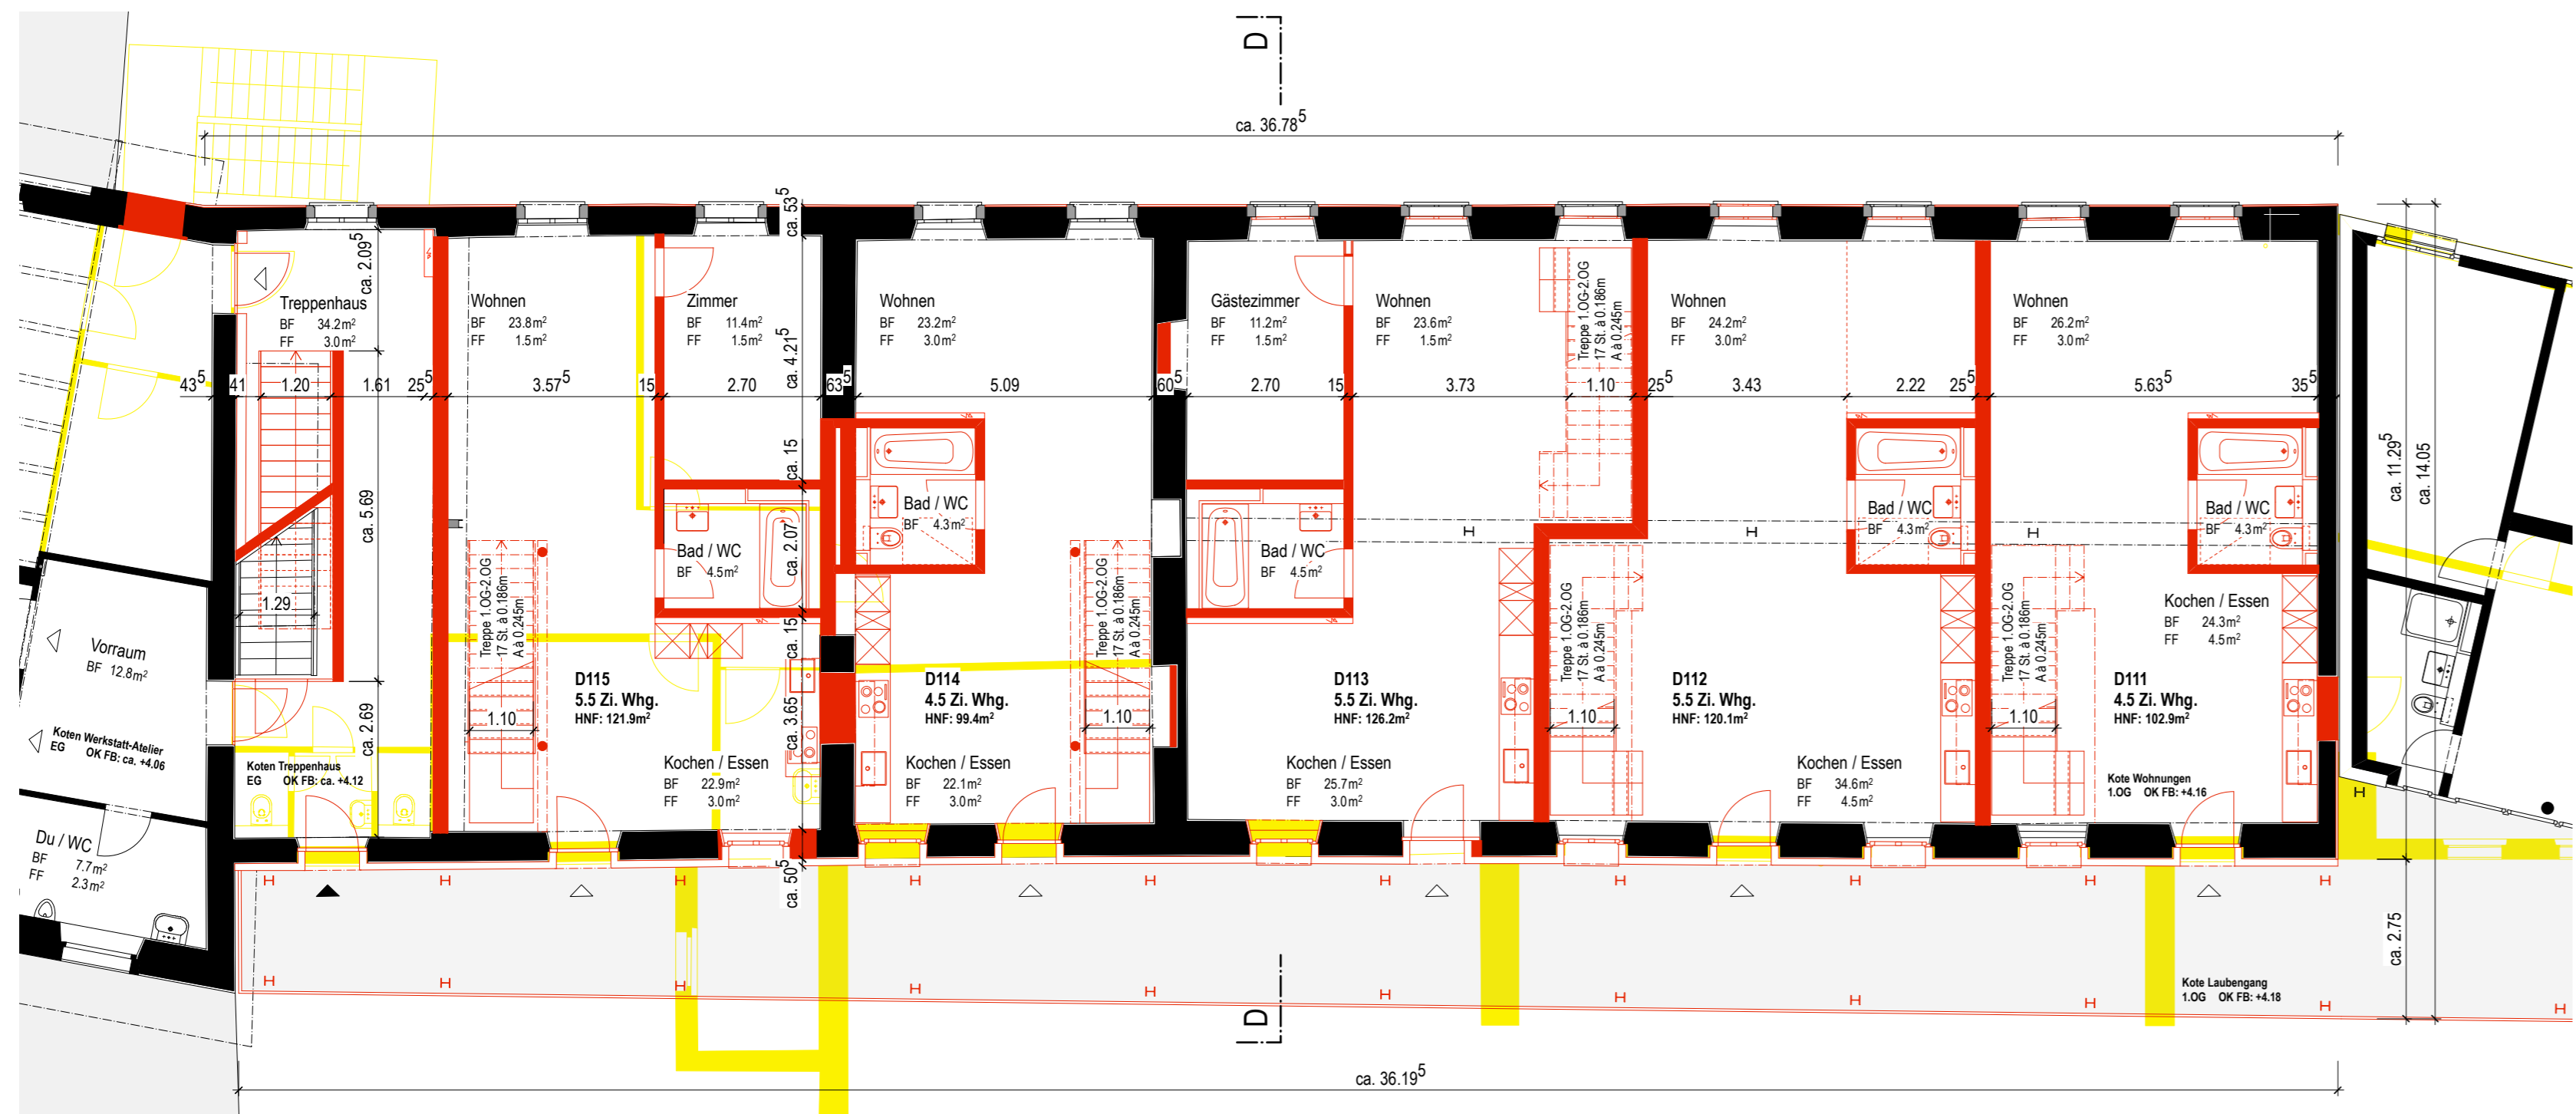 D
ca. 36.78⁵
ca. 53⁵
ca. 2.09⁵
Treppenhaus
BF 34.2m²
FF 3.0m²
Wohnen
BF 23.8m²
FF 1.5m²
Zimmer
BF 11.4m²
FF 1.5m²
ca. 4.21⁵
Wohnen
BF 23.2m²
FF 3.0m²
Gästezimmer
BF 11.2m²
FF 1.5m²
Wohnen
BF 23.6m²
FF 1.5m²
Treppe 1.OG-2.OG
17 St. à 0.186m
A à 0.245m
Wohnen
BF 24.2m²
FF 3.0m²
Wohnen
BF 26.2m²
FF 3.0m²
43⁵
41
1.20
1.61
25⁵
3.57⁵
15
2.70
63⁵
5.09
60⁵
2.70
15
3.73
1.10
25⁵
3.43
2.22
25⁵
5.63⁵
35⁵
ca. 11.29⁵
ca. 14.05
ca. 5.69
ca. 15
ca. 2.07
Bad / WC
BF 4.5m²
Bad / WC
BF 4.3m²
Bad / WC
BF 4.5m²
Bad / WC
BF 4.3m²
Bad / WC
BF 4.3m²
1.29
Treppe 1.OG-2.OG
17 St. à 0.186m
A à 0.245m
ca. 15
Treppe 1.OG-2.OG
17 St. à 0.186m
A à 0.245m
Treppe 1.OG-2.OG
17 St. à 0.186m
A à 0.245m
Treppe 1.OG-2.OG
17 St. à 0.186m
A à 0.245m
Kochen / Essen
BF 24.3m²
FF 4.5m²
Vorraum
BF 12.8m²
D115
5.5 Zi. Whg.
HNF: 121.9m²
D114
4.5 Zi. Whg.
HNF: 99.4m²
D113
5.5 Zi. Whg.
HNF: 126.2m²
D112
5.5 Zi. Whg.
HNF: 120.1m²
D111
4.5 Zi. Whg.
HNF: 102.9m²
ca. 2.69
1.10
ca. 3.65
1.10
1.10
1.10
Koten Werkstatt-Atelier
EG OK FB: ca. +4.06
Koten Treppenhaus
EG OK FB: ca. +4.12
Kochen / Essen
BF 22.9m²
FF 3.0m²
Kochen / Essen
BF 22.1m²
FF 3.0m²
Kochen / Essen
BF 25.7m²
FF 3.0m²
Kochen / Essen
BF 34.6m²
FF 4.5m²
Kote Wohnungen
1.OG OK FB: +4.16
Du / WC
BF 7.7m²
FF 2.3m²
ca. 50⁵
ca. 2.75
Kote Laubengang
1.OG OK FB: +4.18
D
ca. 36.19⁵